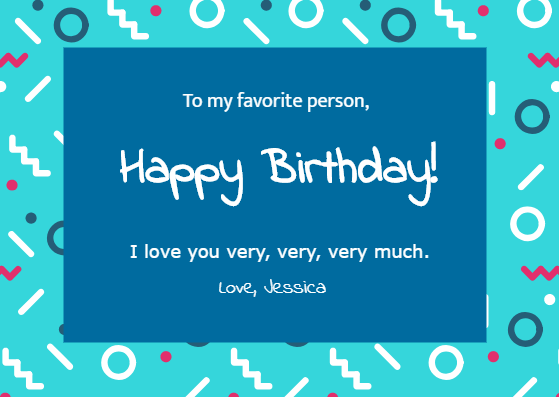 To my favorite person,
Happy Birthday!
I love you very, very, very much.
Love, Jessica